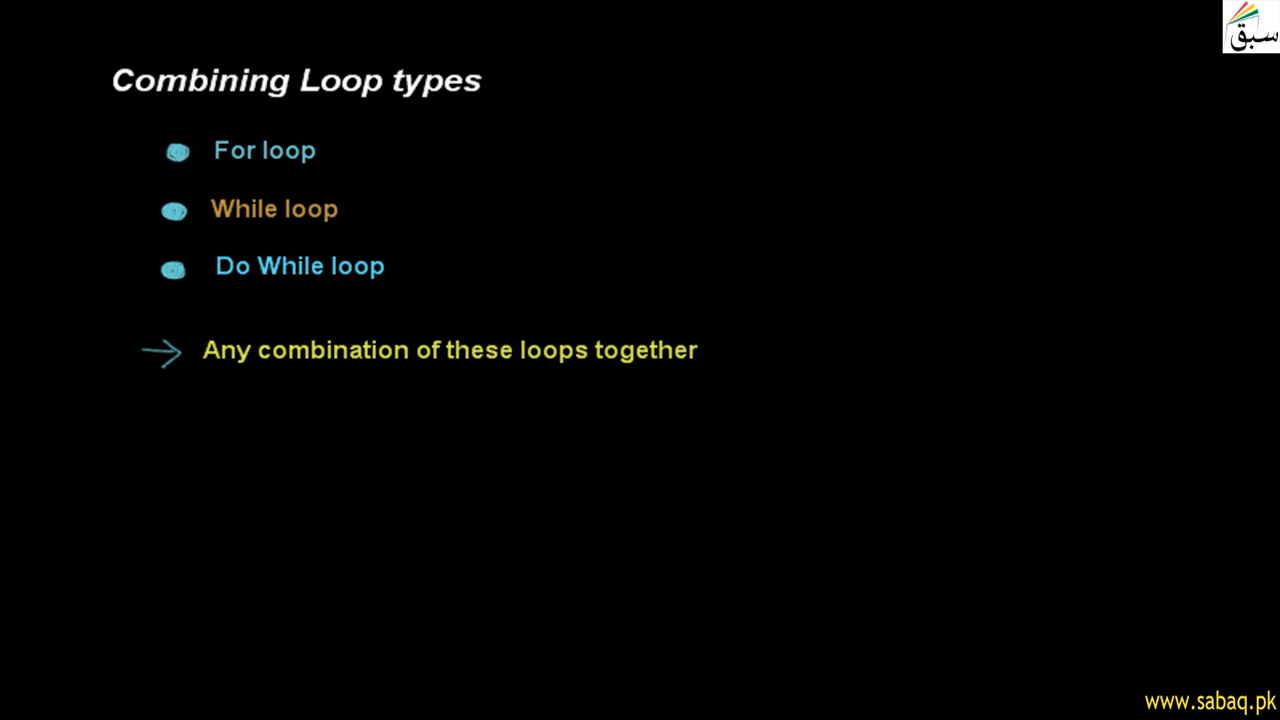 سبق
Combining Loop types
For loop
While loop
Do While loop
Any combination of these loops together
www.sabaq.pk